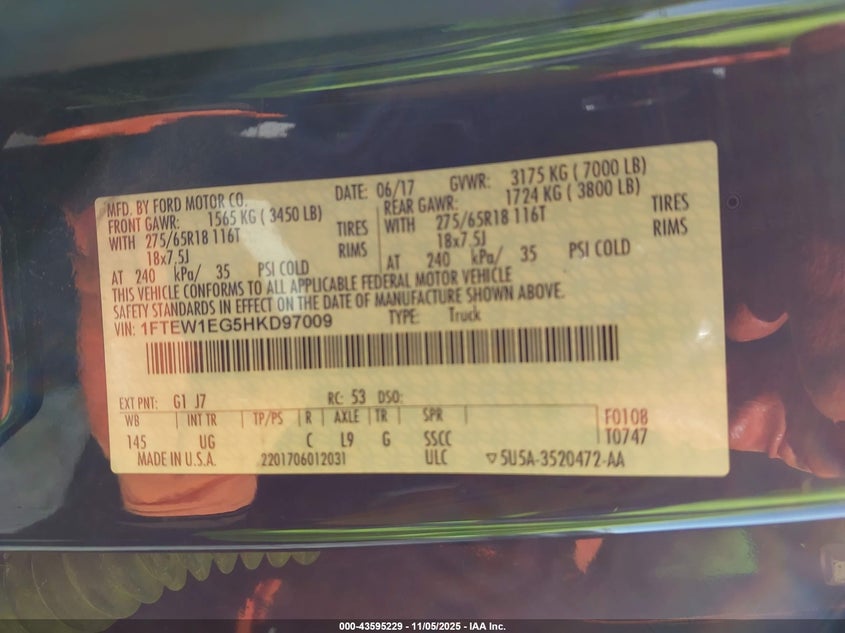 MFD. BY FORD MOTOR CO. DATE: 06/17 GVWR: 3175 KG ( 7000 LB)
FRONT GAWR: 1565 KG ( 3450 LB) REAR GAWR: 1724 KG ( 3800 LB)
WITH 275/65R18 116T TIRES WITH 275/65R18 116T TIRES
18x7.5J RIMS 18x7.5J RIMS
AT 240 kPa/ 35 PSI COLD AT 240 kPa/ 35 PSI COLD
THIS VEHICLE CONFORMS TO ALL APPLICABLE FEDERAL MOTOR VEHICLE
SAFETY STANDARDS IN EFFECT ON THE DATE OF MANUFACTURE SHOWN ABOVE.
VIN: 1FTEW1EG5HKD97009 TYPE: Truck
EXT PNT: G1 J7 RC: 53 DSO:
WB INT TR TP/PS R AXLE TR SPR F0108
145 UG C L9 G SSCC T0747
MADE IN U.S.A. 2201706012031 ULC ▽5U5A-3520472-AA
000-43595229 - 11/05/2025 - IAA Inc.